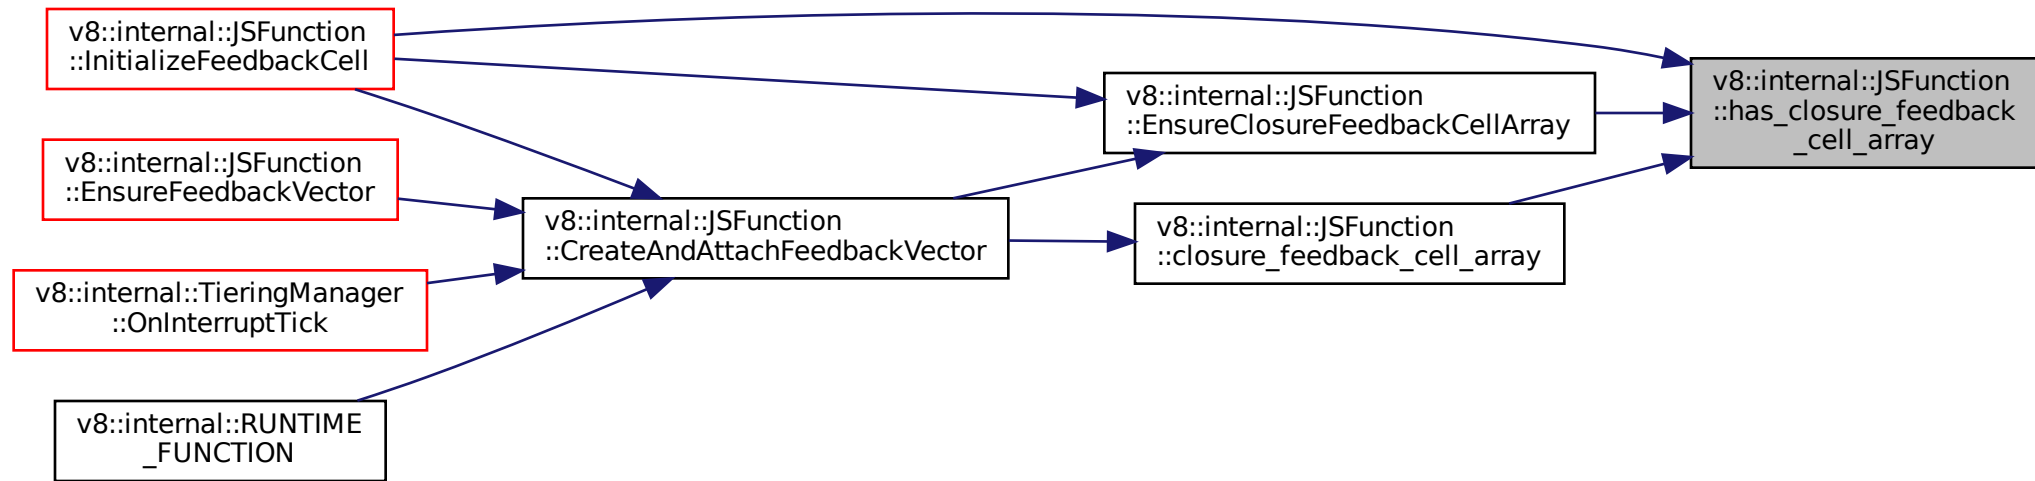 v8::internal::JSFunction
::InitializeFeedbackCell
v8::internal::JSFunction
::EnsureFeedbackVector
v8::internal::TieringManager
::OnInterruptTick
v8::internal::RUNTIME
_FUNCTION
v8::internal::JSFunction
::CreateAndAttachFeedbackVector
v8::internal::JSFunction
::EnsureClosureFeedbackCellArray
v8::internal::JSFunction
::closure_feedback_cell_array
v8::internal::JSFunction
::has_closure_feedback
_cell_array